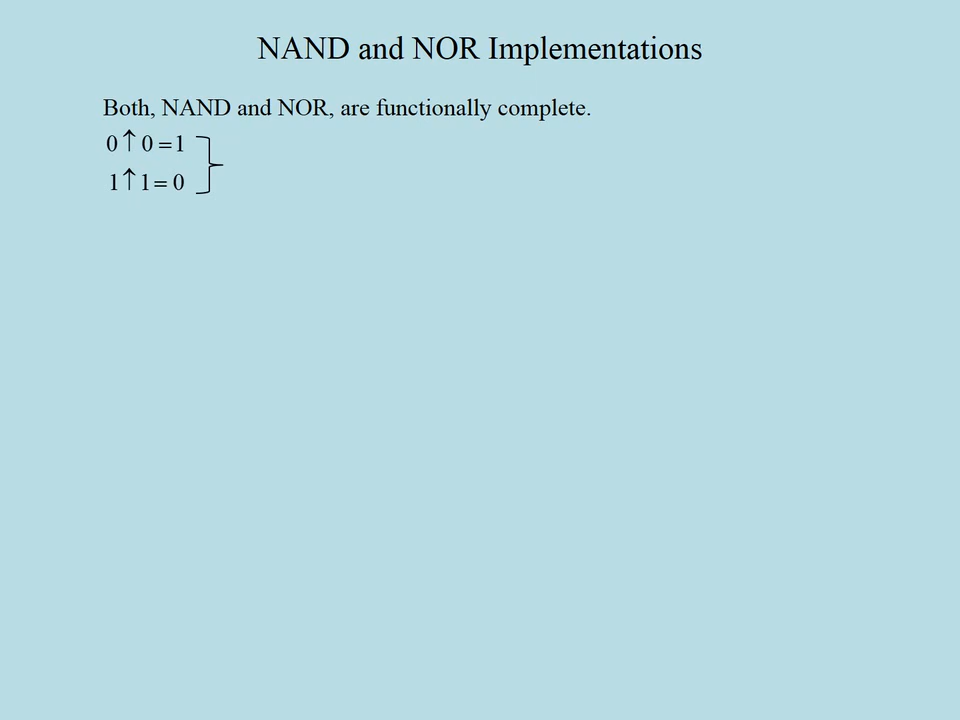 NAND and NOR Implementations
Both, NAND and NOR, are functionally complete.
0 ↑ 0 = 1
1 ↑ 1 = 0